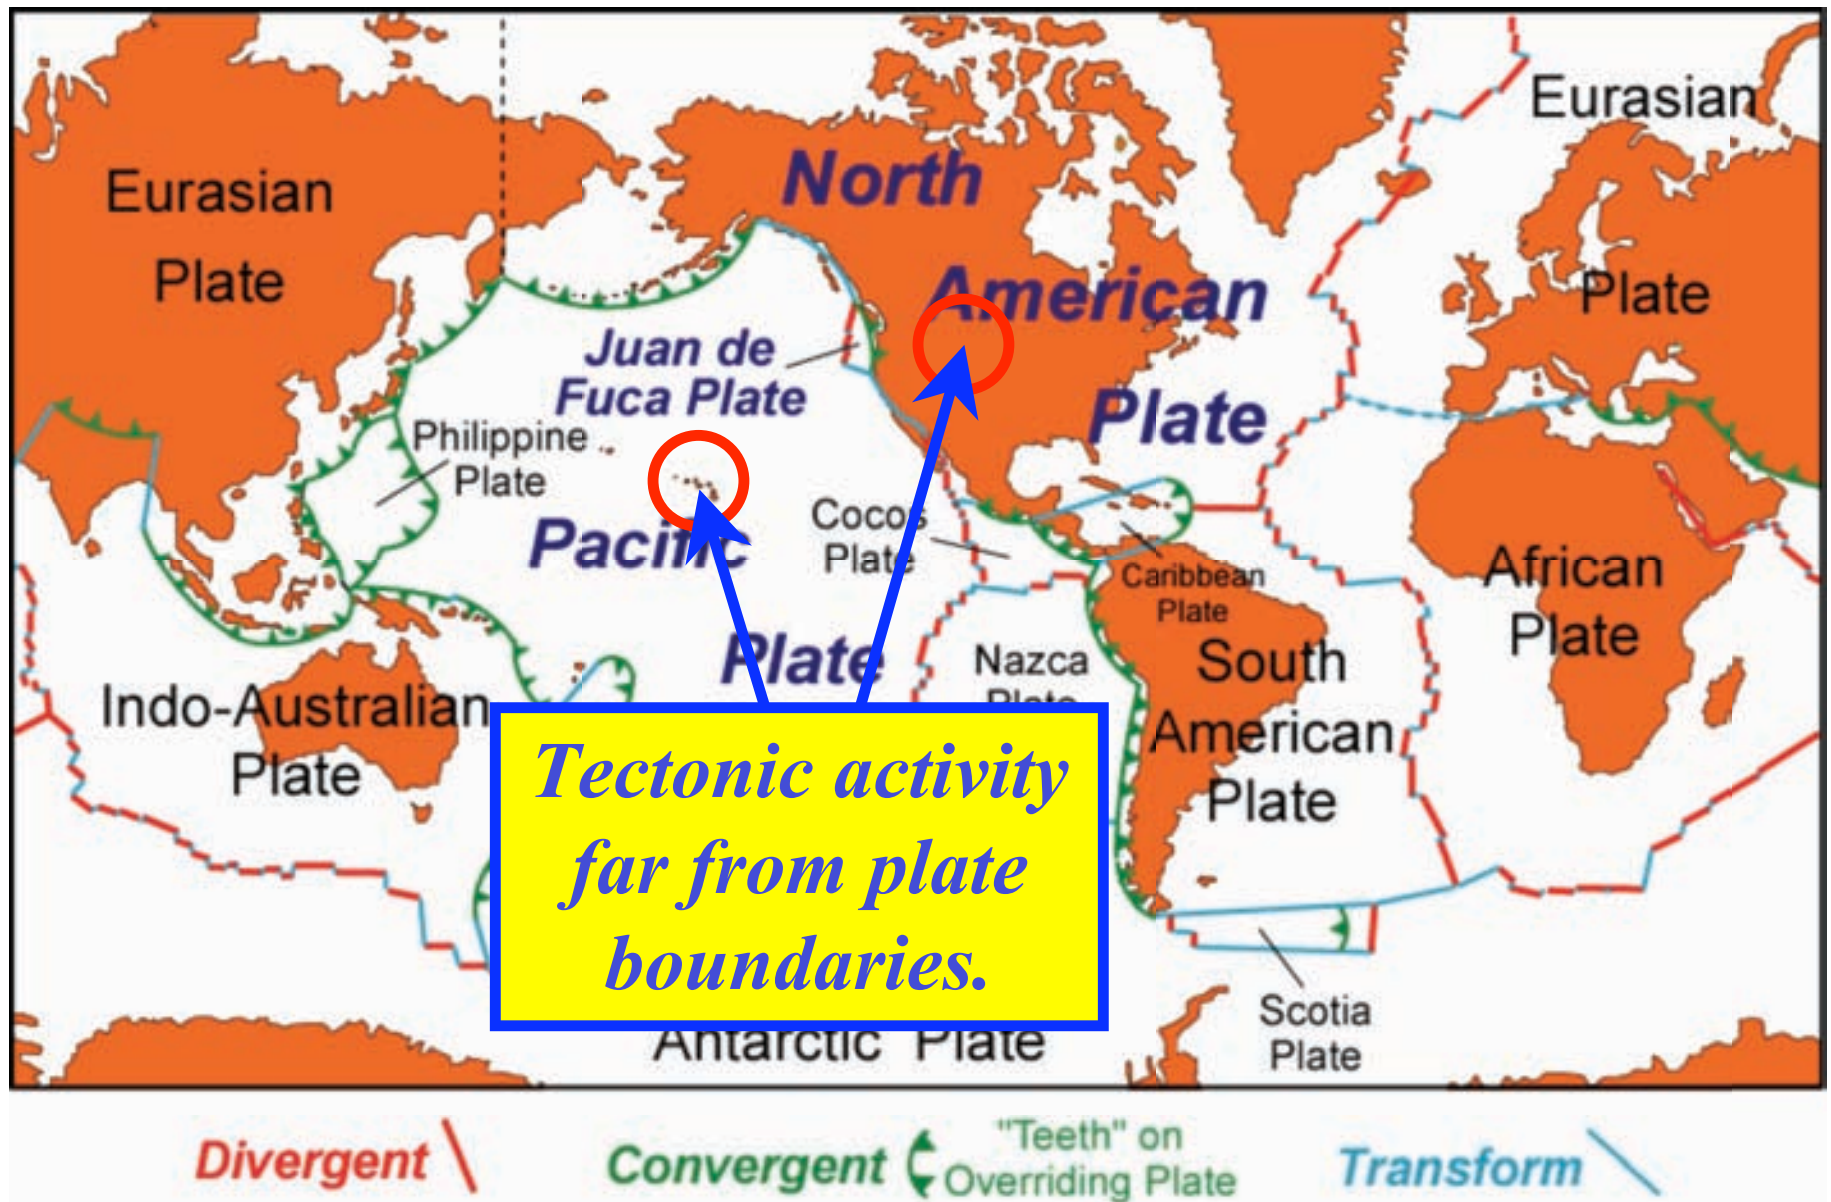 Eurasian
Plate
North
American
Plate
Eurasian
Plate
Juan de
Fuca Plate
Philippine
Plate
Pacific
Plate
Cocos
Plate
Caribbean
Plate
Nazca
Plate
African
Plate
South
American
Plate
Indo-Australian
Plate
Tectonic activity
far from plate
boundaries.
Antarctic Plate
Scotia
Plate
Divergent
Convergent
"Teeth" on
Overriding Plate
Transform